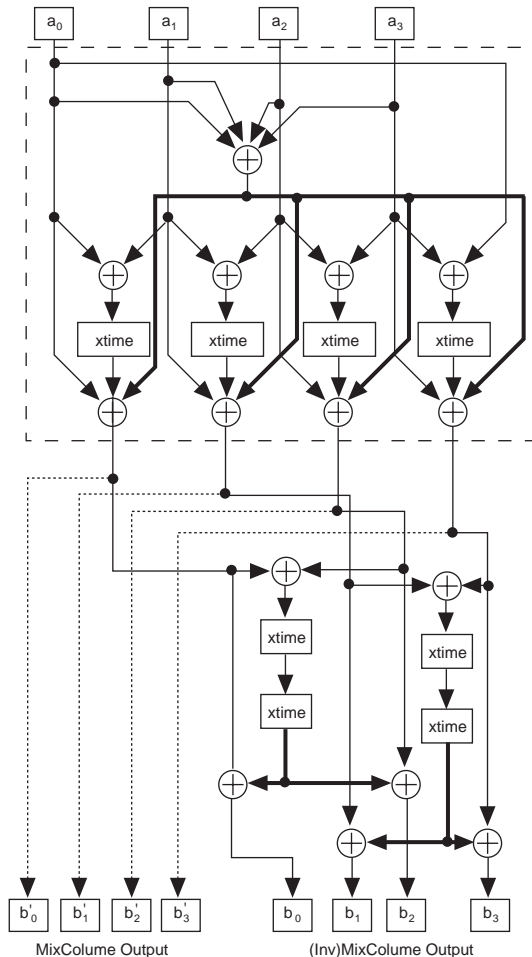 a0 a1 a2 a3
xtime xtime xtime xtime
xtime
xtime
xtime
xtime
b'0 b'1 b'2 b'3 b0 b1 b2 b3
MixColume Output (Inv)MixColume Output